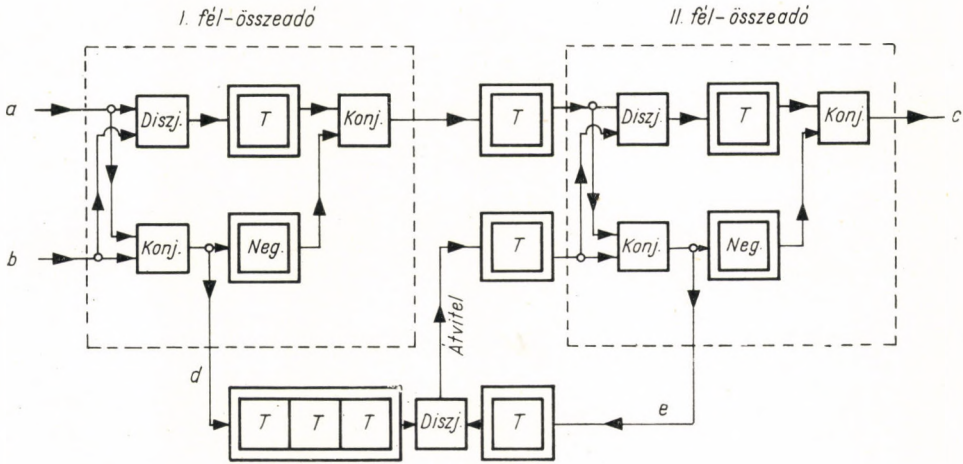 I. fél-összeadó
II. fél-összeadó
a
Diszj.
T
Konj.
T
Diszj.
T
Konj.
c
b
Konj.
Neg.
T
Konj.
Neg.
Átvitel
d
e
T T T
Diszj.
T